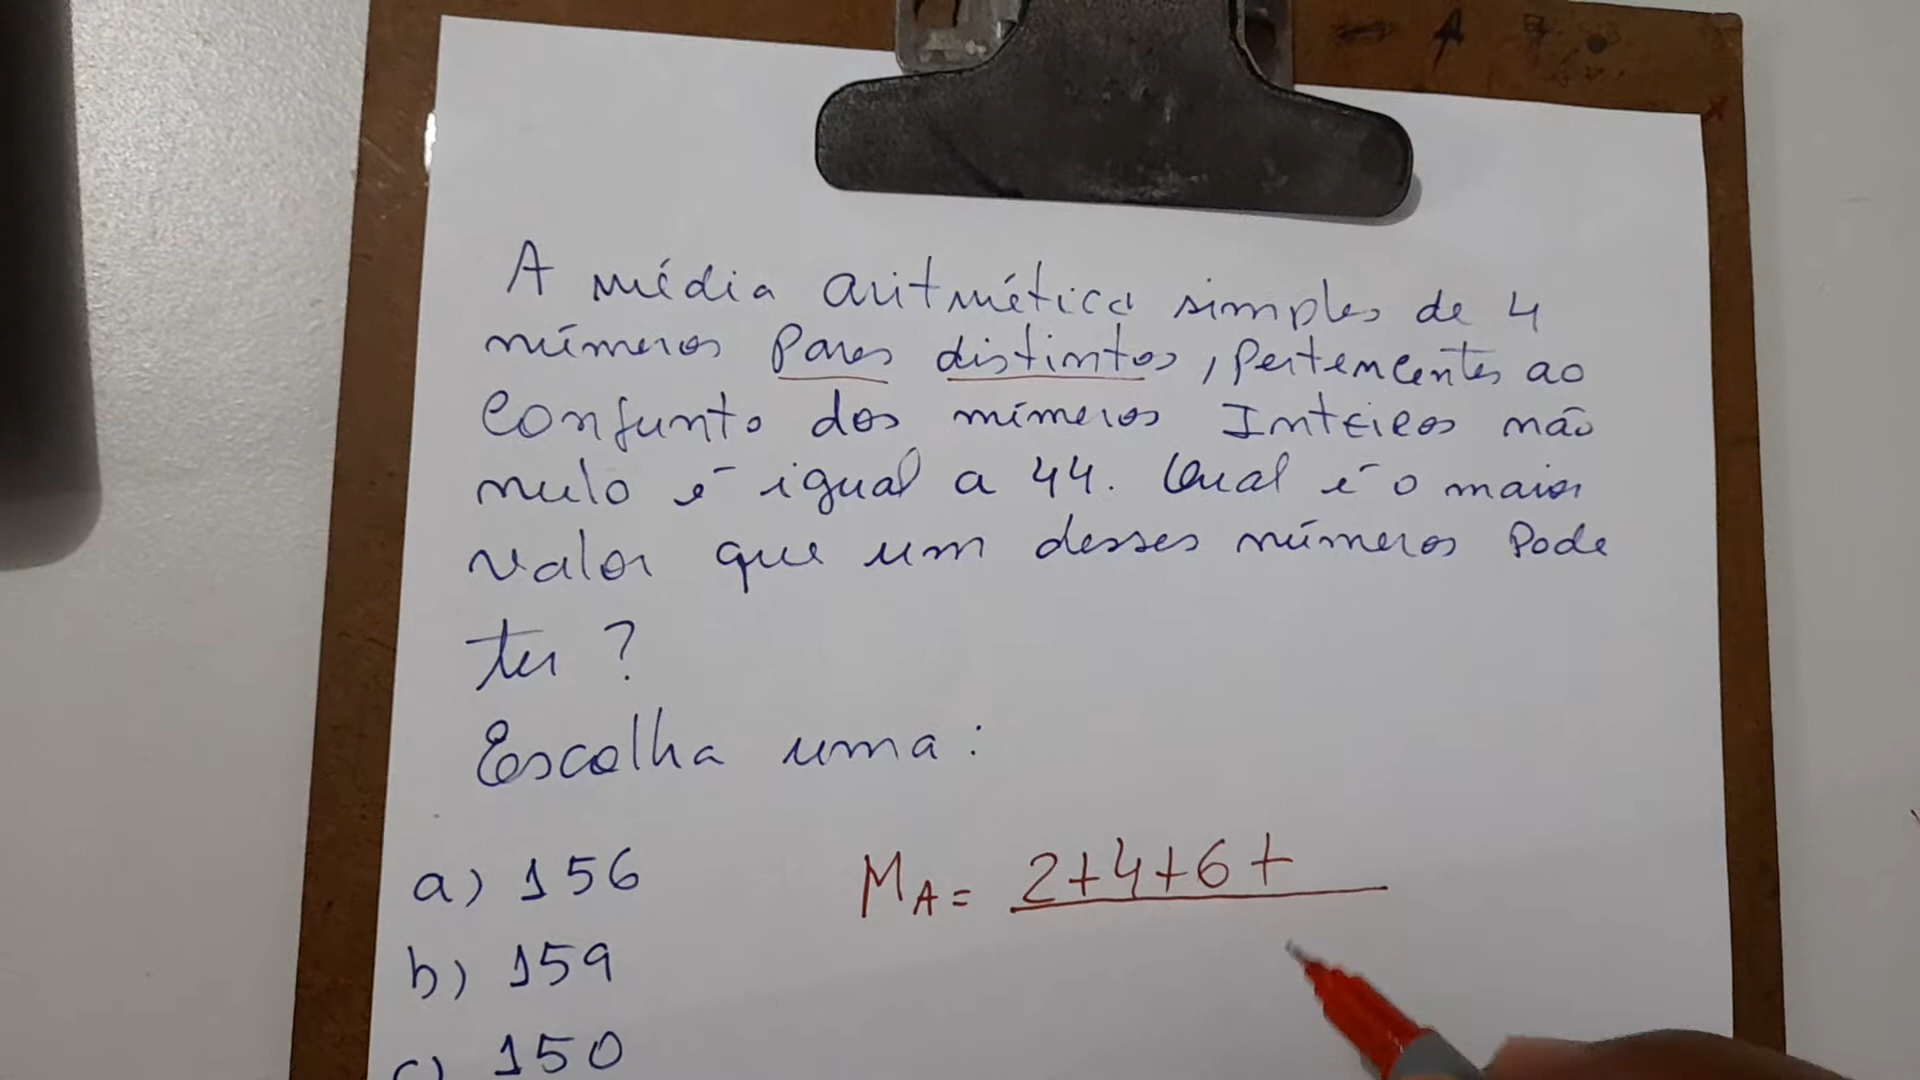 A média aritmética simples de 4
números Pares distintos, Pertencentes ao
Conjunto dos números Inteiros não
nulo é igual a 44. Qual é o maior
valor que um desses números Pode
ter ?
Escolha uma :
a) 156
MA= 2+4+6+
b) 159
c) 150